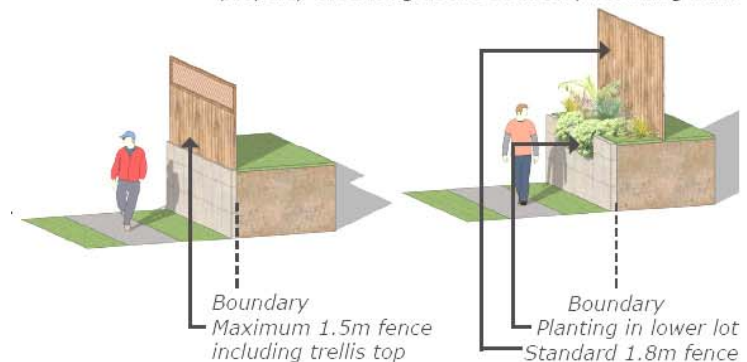 Boundary
Maximum 1.5m fence
including trellis top
Boundary
Planting in lower lot
Standard 1.8m fence